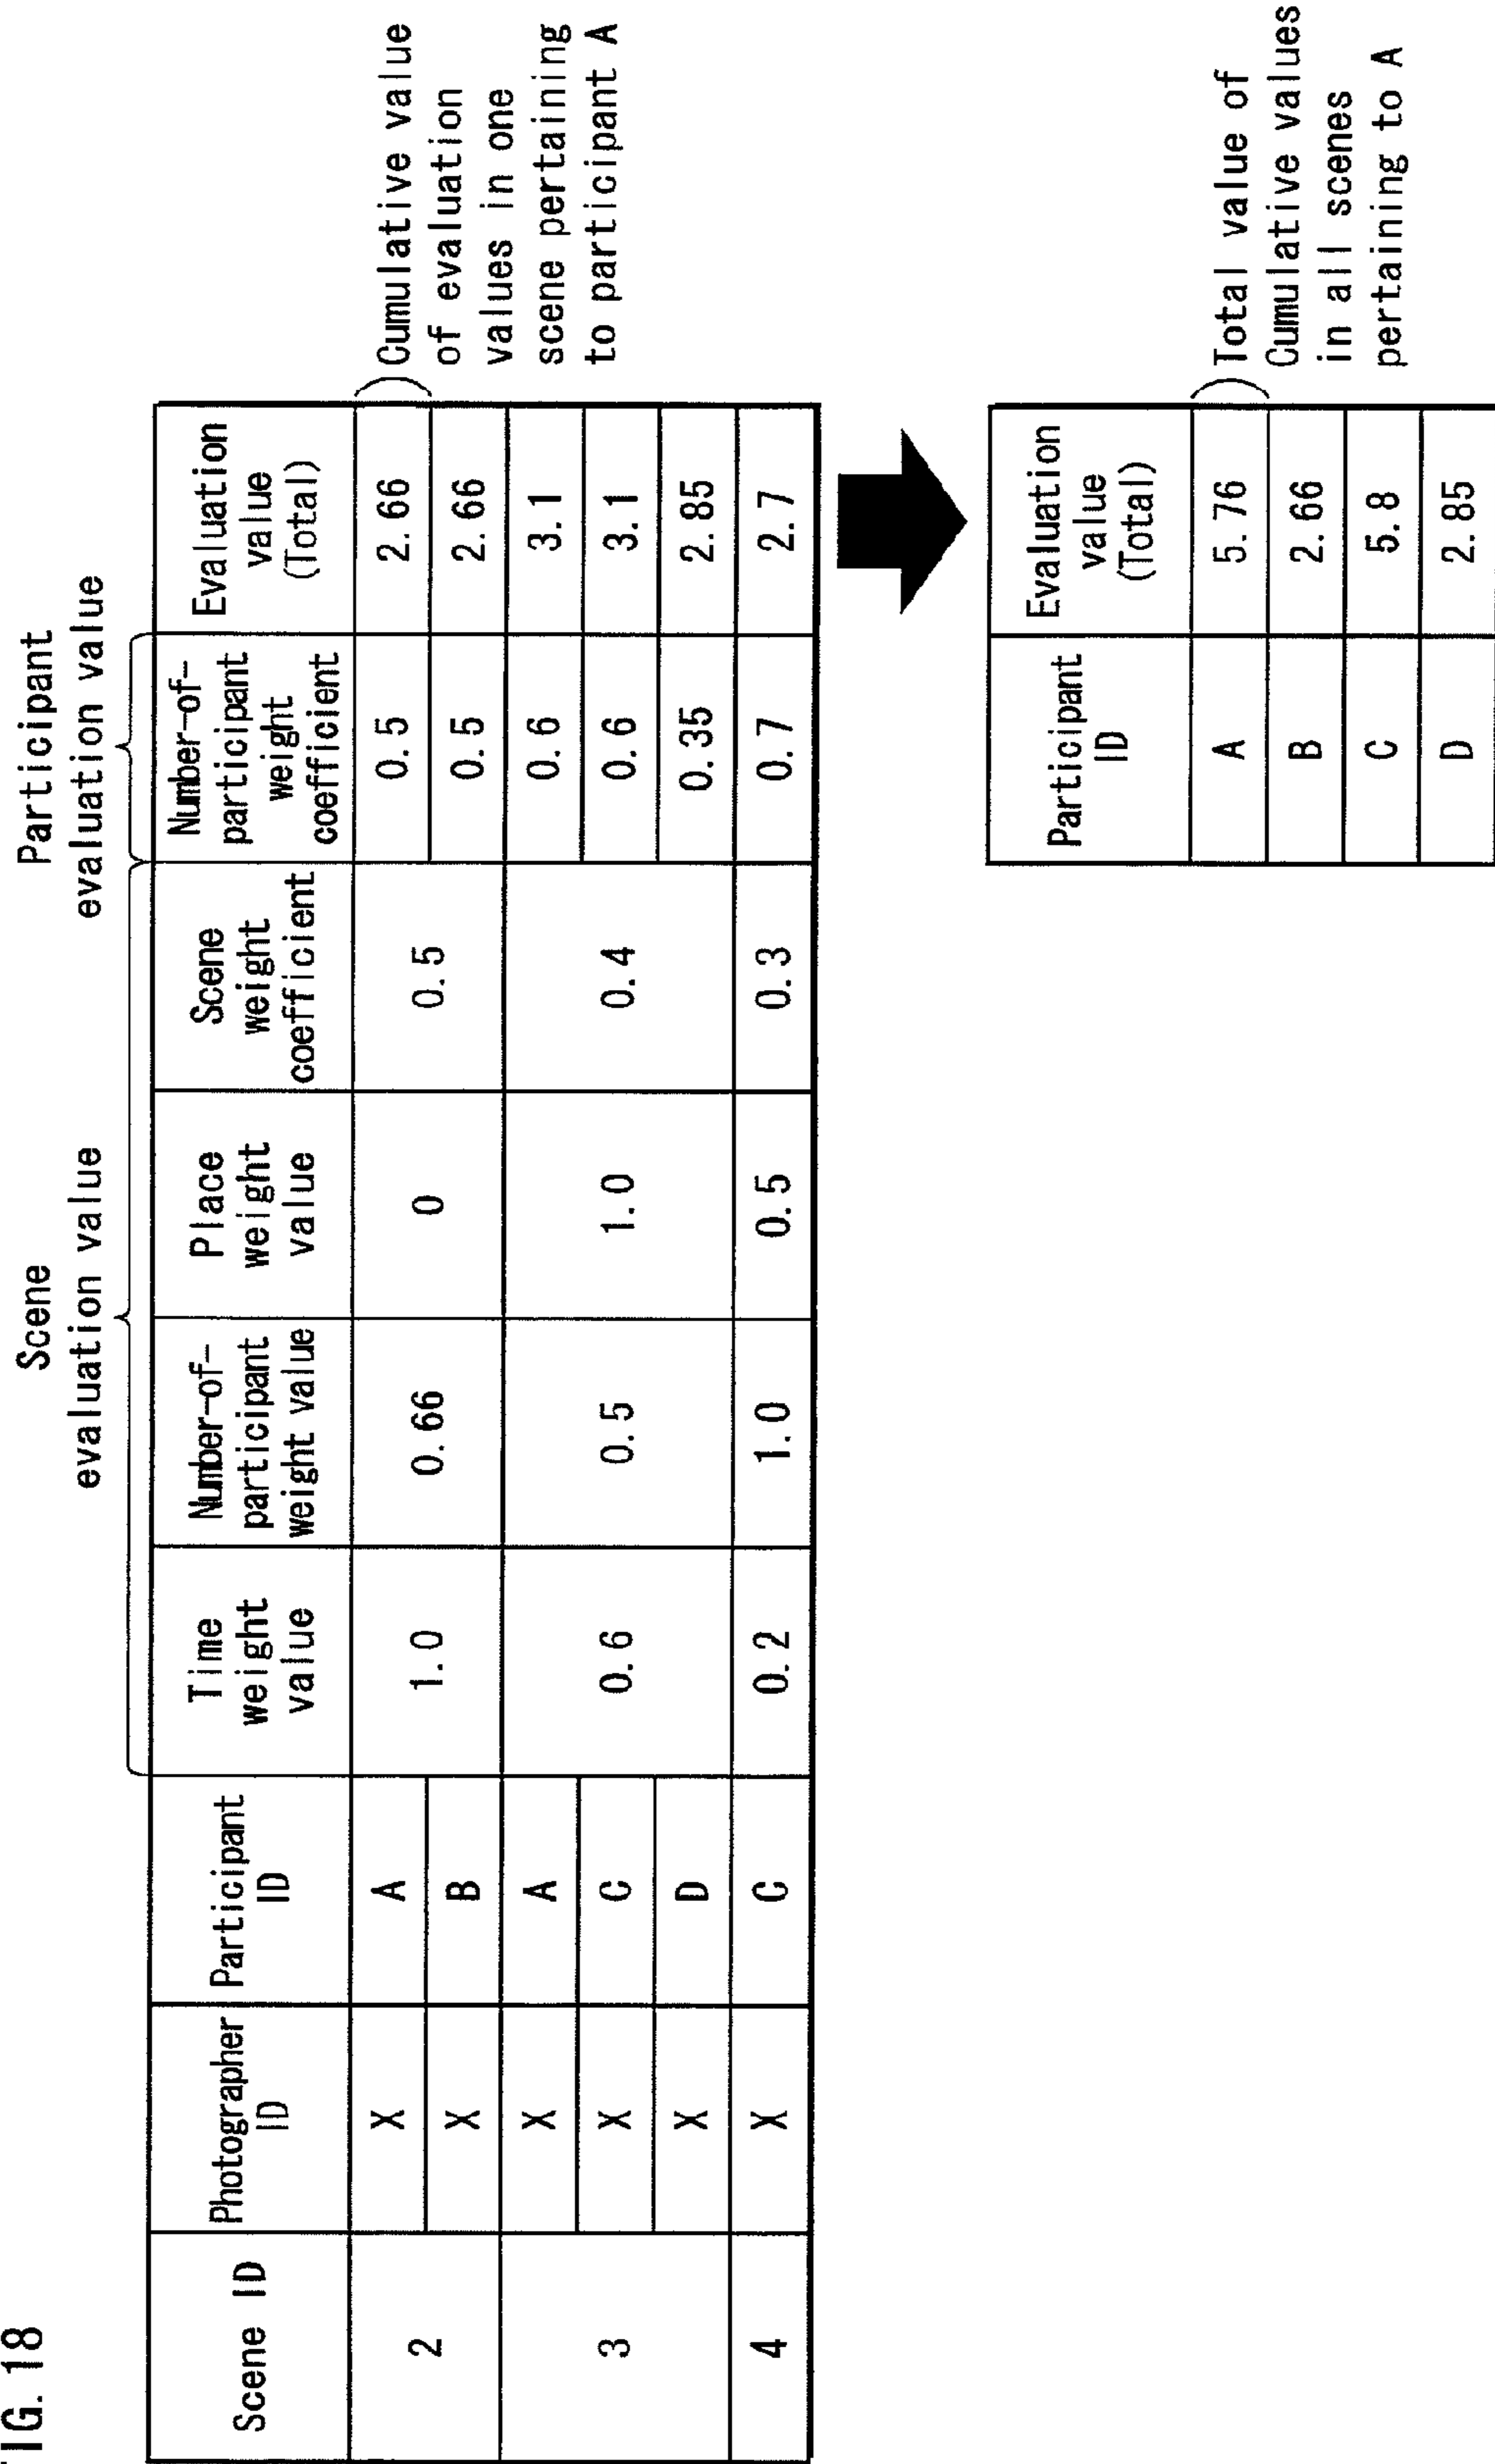 FIG. 18
Scene
evaluation value
Participant
evaluation value
Scene ID
Photographer
ID
Participant
ID
Time
weight
value
Number-of-
participant
weight value
Place
weight
value
Scene
weight
coefficient
Number-of-
participant
weight
coefficient
Evaluation
value
(Total)
2
X
A
1.0
0.66
0
0.5
0.5
2.66
X
B
0.5
2.66
3
X
A
0.6
0.5
1.0
0.4
0.6
3.1
X
C
0.6
3.1
X
D
0.35
2.85
4
X
C
0.2
1.0
0.5
0.3
0.7
2.7
Cumulative value
of evaluation
values in one
scene pertaining
to participant A
Participant
ID
Evaluation
value
(Total)
A
5.76
B
2.66
C
5.8
D
2.85
Total value of
Cumulative values
in all scenes
pertaining to A